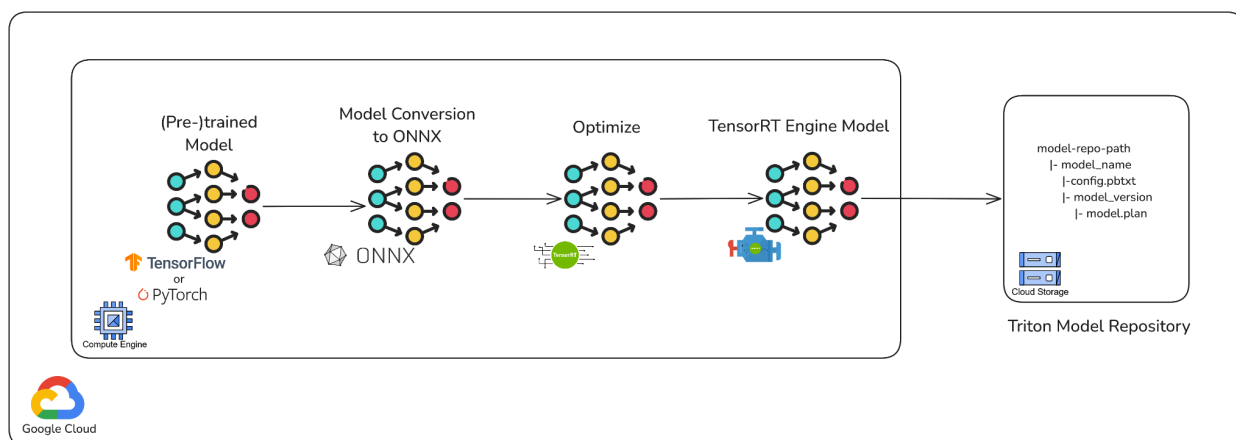 (Pre-)trained
Model
TensorFlow
or
PyTorch
Compute Engine
Model Conversion
to ONNX
ONNX
Optimize
TensorRT
TensorRT Engine Model
model-repo-path
|- model_name
|-config.pbtxt
|- model_version
|- model.plan
Cloud Storage
Triton Model Repository
Google Cloud